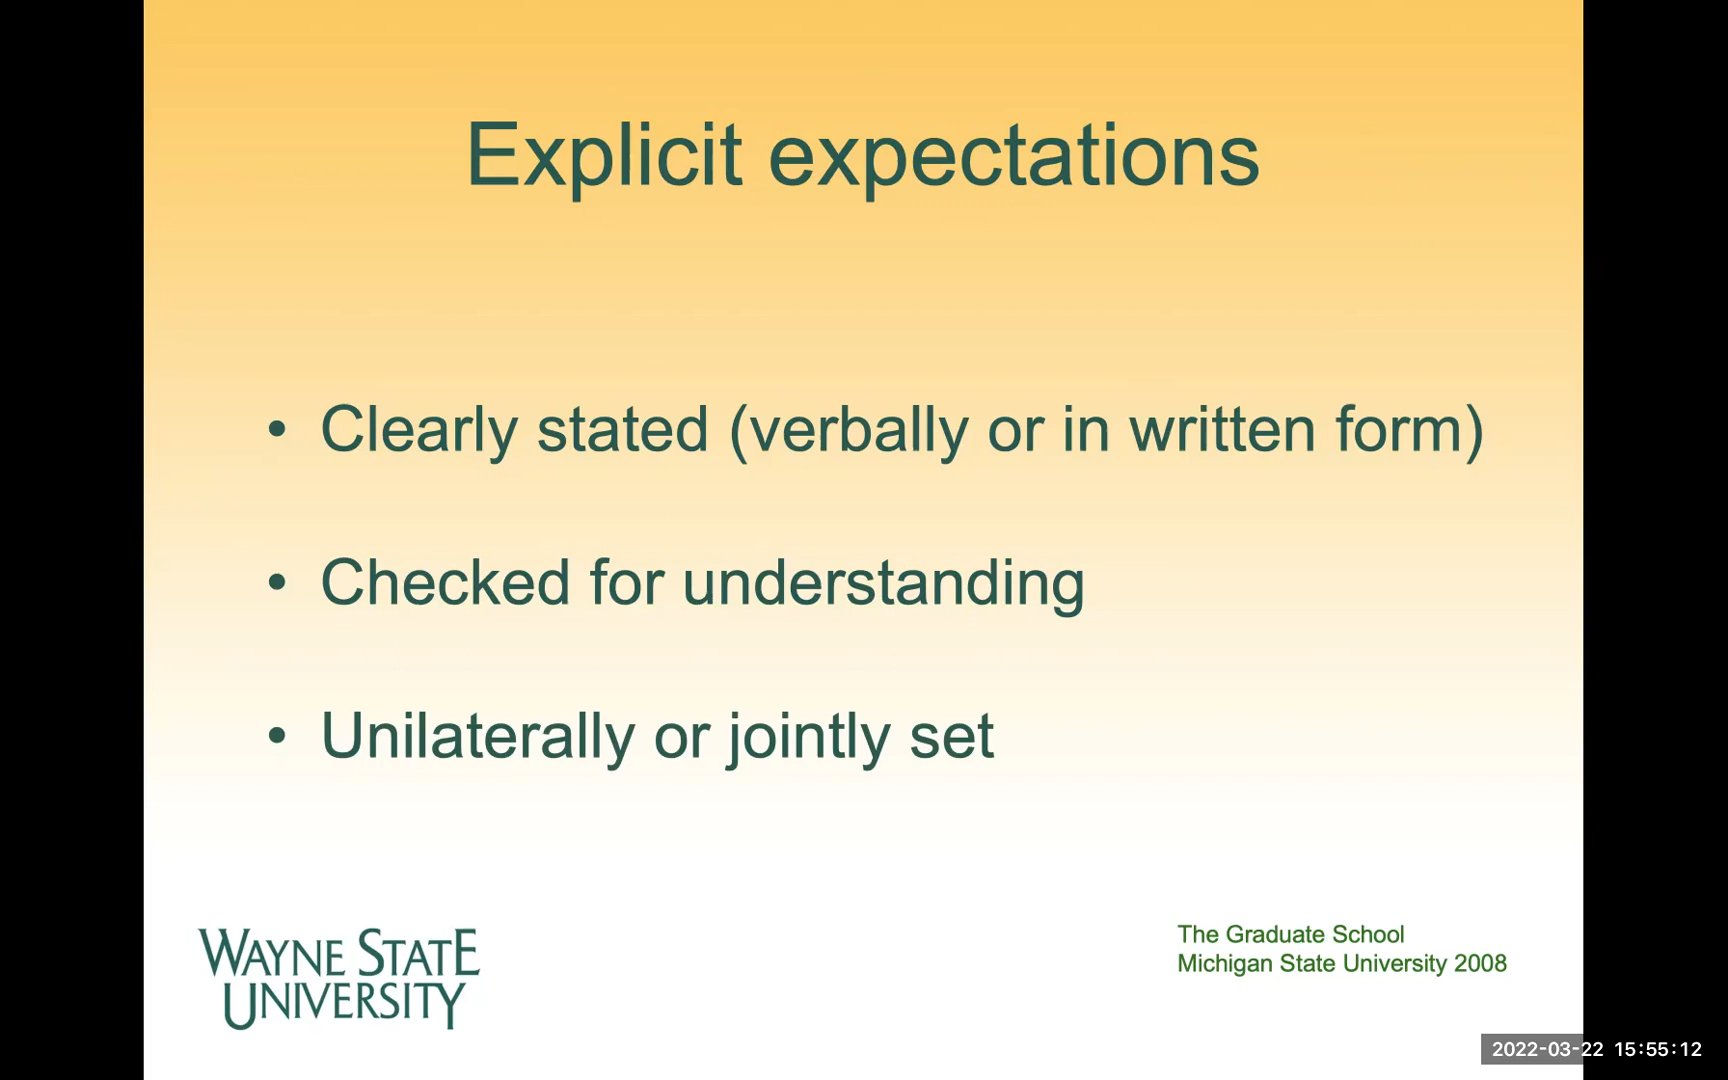 Explicit expectations
• Clearly stated (verbally or in written form)
• Checked for understanding
• Unilaterally or jointly set
WAYNE STATE
UNIVERSITY
The Graduate School
Michigan State University 2008
2022-03-22 15:55:12